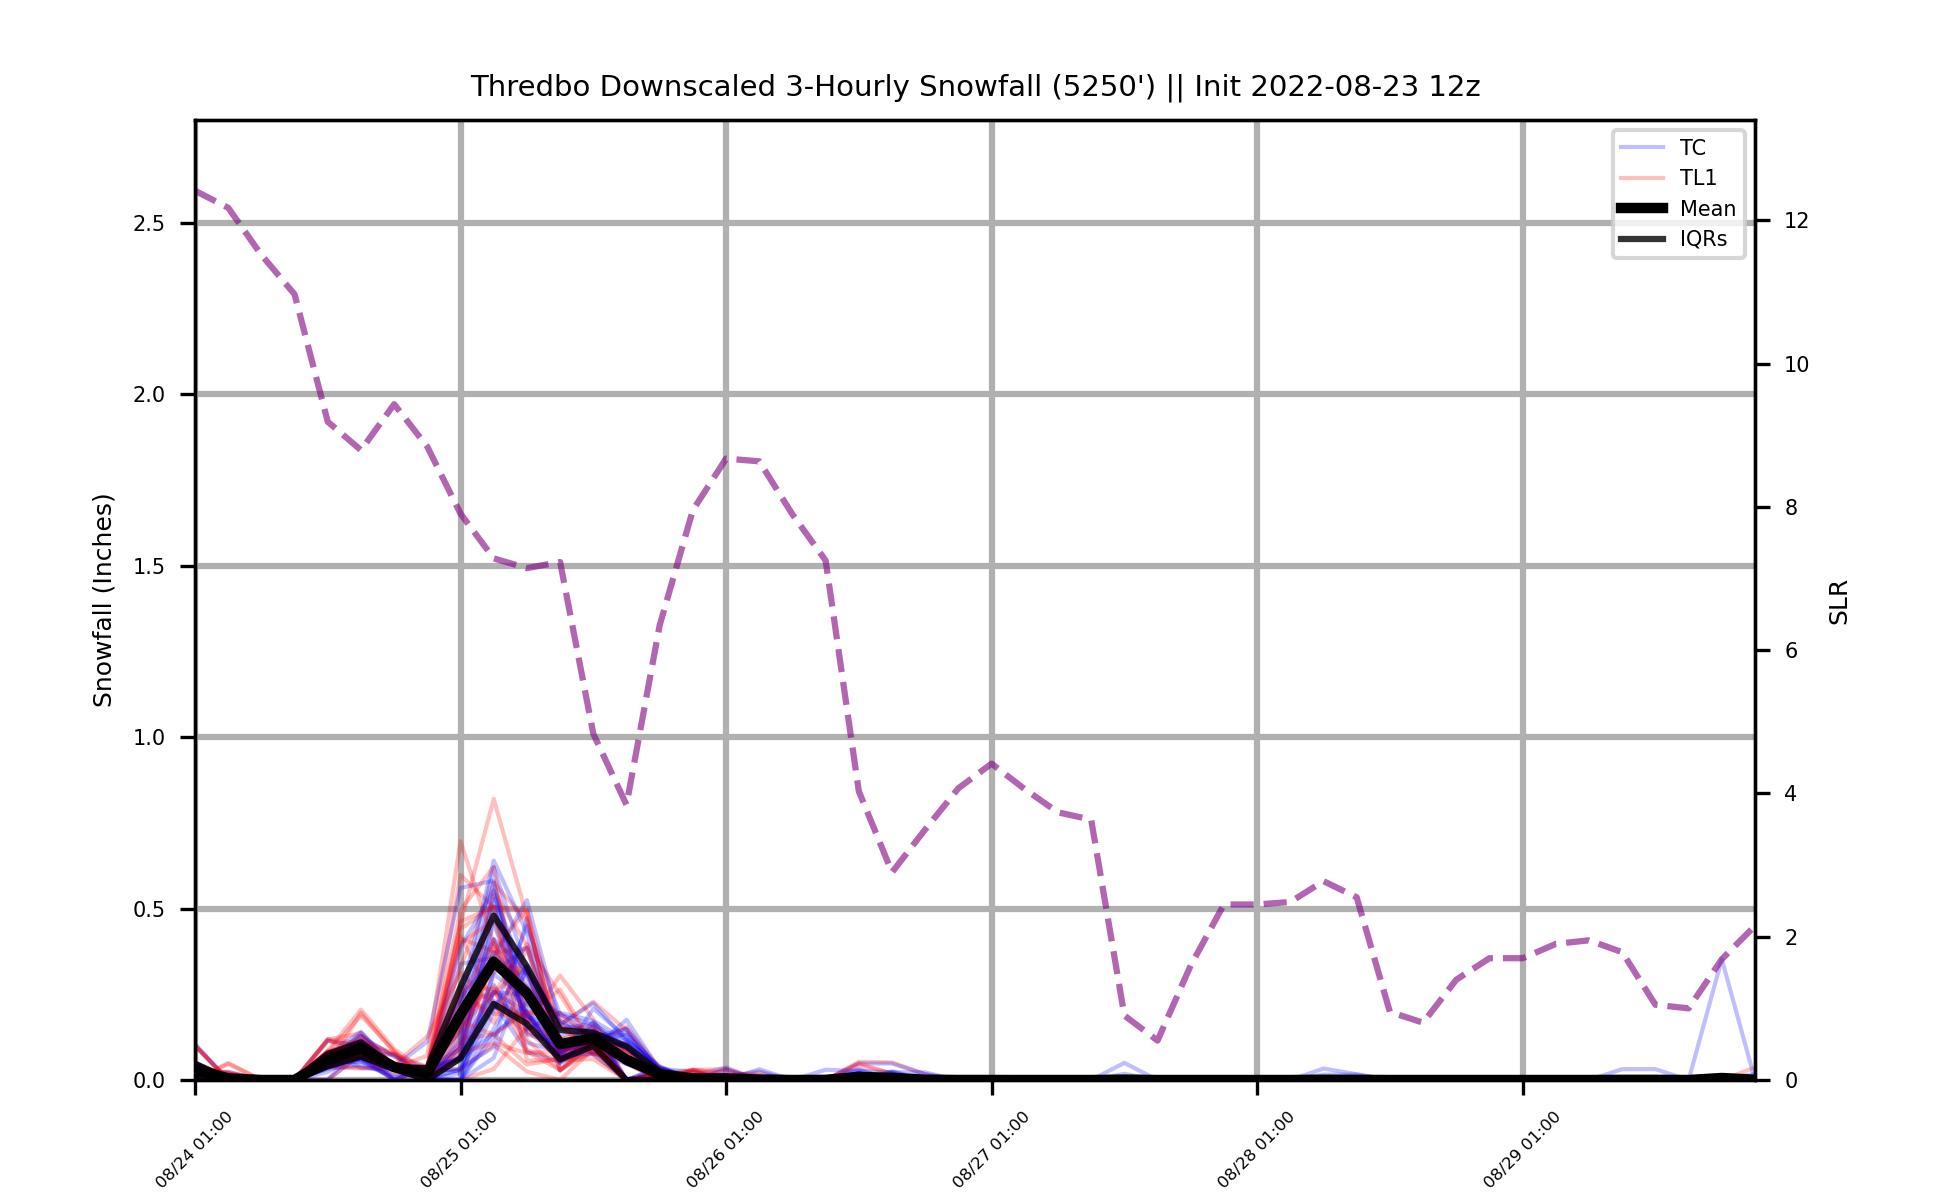 Thredbo Downscaled 3-Hourly Snowfall (5250') || Init 2022-08-23 12z
TC
TL1
Mean
IQRs
2.5
2.0
1.5
1.0
0.5
0.0
Snowfall (Inches)
12
10
8
6
4
2
0
SLR
08/24 01:00
08/25 01:00
08/26 01:00
08/27 01:00
08/28 01:00
08/29 01:00